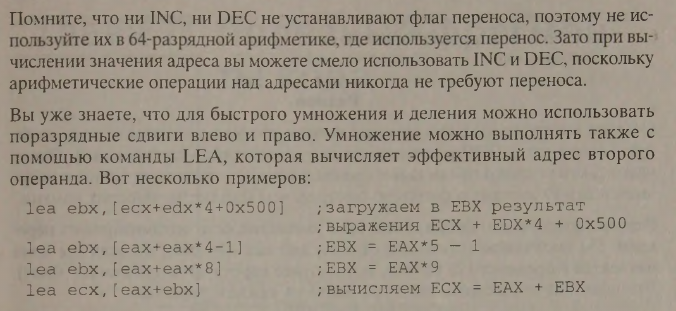 Помните, что ни INC, ни DEC не устанавливают флаг переноса, поэтому не ис-
пользуйте их в 64-разрядной арифметике, где используется перенос. Зато при вы-
числении значения адреса вы можете смело использовать INC и DEC, поскольку
арифметические операции над адресами никогда не требуют переноса.
Вы уже знаете, что для быстрого умножения и деления можно использовать
поразрядные сдвиги влево и право. Умножение можно выполнять также с
помощью команды LEA, которая вычисляет эффективный адрес второго
операнда. Вот несколько примеров:
lea ebx,[ecx+edx*4+0x500] ;загружаем в EBX результат
;выражения ECX + EDX*4 + 0x500
lea ebx,[eax+eax*4-1] ;EBX = EAX*5 – 1
lea ebx,[eax+eax*8] ;EBX = EAX*9
lea ecx,[eax+ebx] ;вычисляем ECX = EAX + EBX